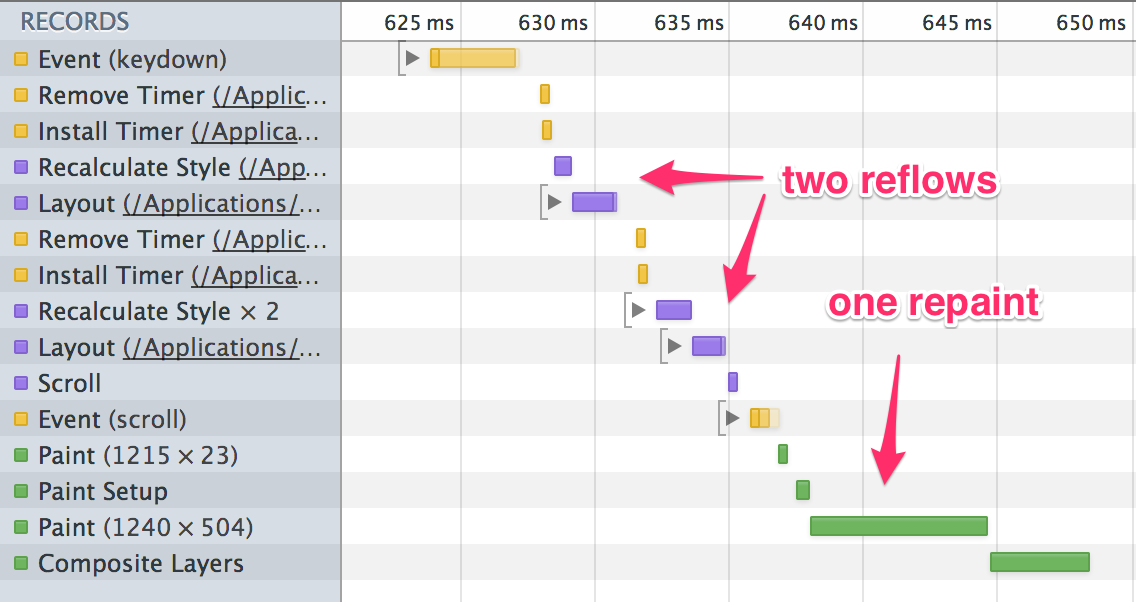 RECORDS 625 ms 630 ms 635 ms 640 ms 645 ms 650 ms
Event (keydown)
Remove Timer (/Applic...
Install Timer (/Applica...
Recalculate Style (/App...
two reflows
Layout (/Applications/...
Remove Timer (/Applic...
Install Timer (/Applica...
Recalculate Style × 2
one repaint
Layout (/Applications/...
Scroll
Event (scroll)
Paint (1215 × 23)
Paint Setup
Paint (1240 × 504)
Composite Layers